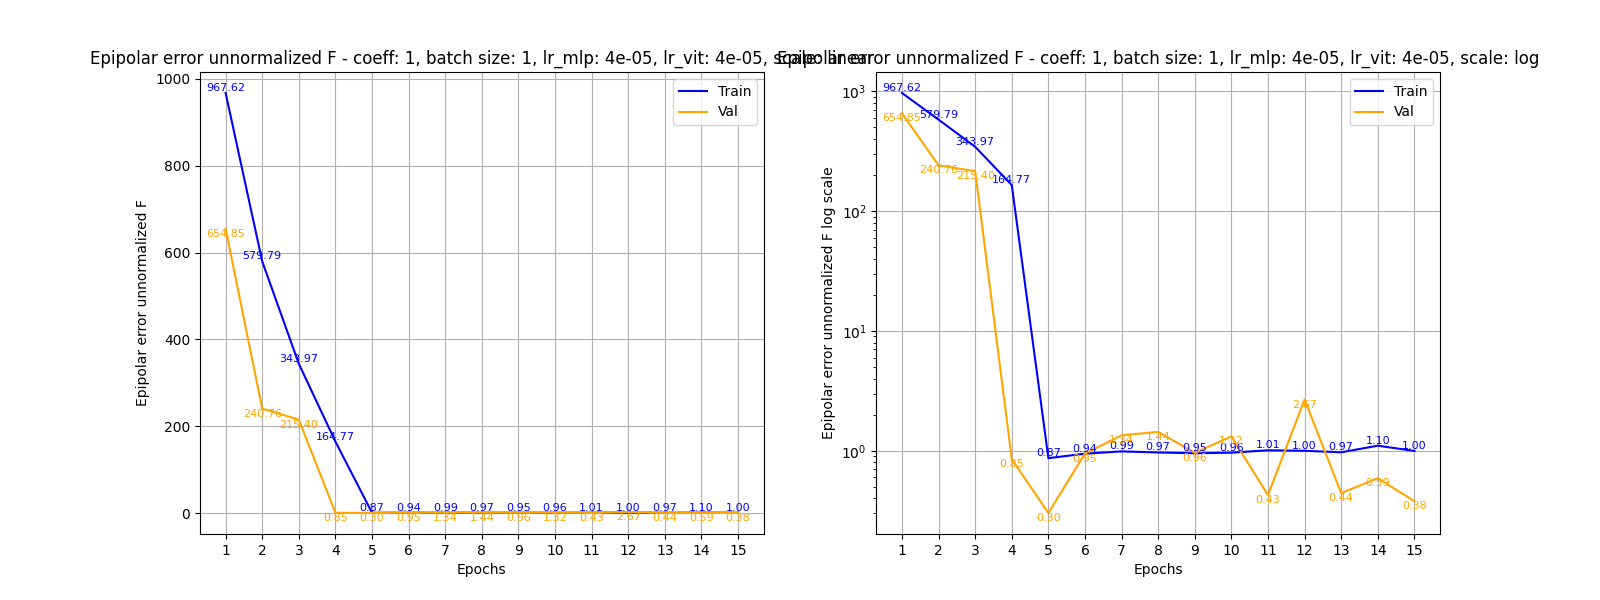 Epipolar error unnormalized F - coeff: 1, batch size: 1, lr_mlp: 4e-05, lr_vit: 4e-05, scale: linear
Epipolar error unnormalized F
1000
800
600
400
200
0
967.62
654.85
579.79
240.76
343.97
215.40
164.77
0.87 0.94 0.99 0.97 0.95 0.96 1.01 1.00 0.97 1.10 1.00
0.85 0.30 0.95 1.34 1.44 0.96 1.32 0.43 2.67 0.44 0.59 0.38
Train
Val
1 2 3 4 5 6 7 8 9 10 11 12 13 14 15
Epochs
Epipolar error unnormalized F - coeff: 1, batch size: 1, lr_mlp: 4e-05, lr_vit: 4e-05, scale: log
Epipolar error unnormalized F log scale
10³
10²
10¹
10⁰
967.62
654.85
579.79
240.76
343.97
215.40
164.77
0.87 0.94 0.99 0.97 0.95 0.96 1.01 1.00 0.97 1.10 1.00
0.85 0.30 0.95 1.34 1.44 0.96 1.32 0.43 2.67 0.44 0.59 0.38
Train
Val
1 2 3 4 5 6 7 8 9 10 11 12 13 14 15
Epochs